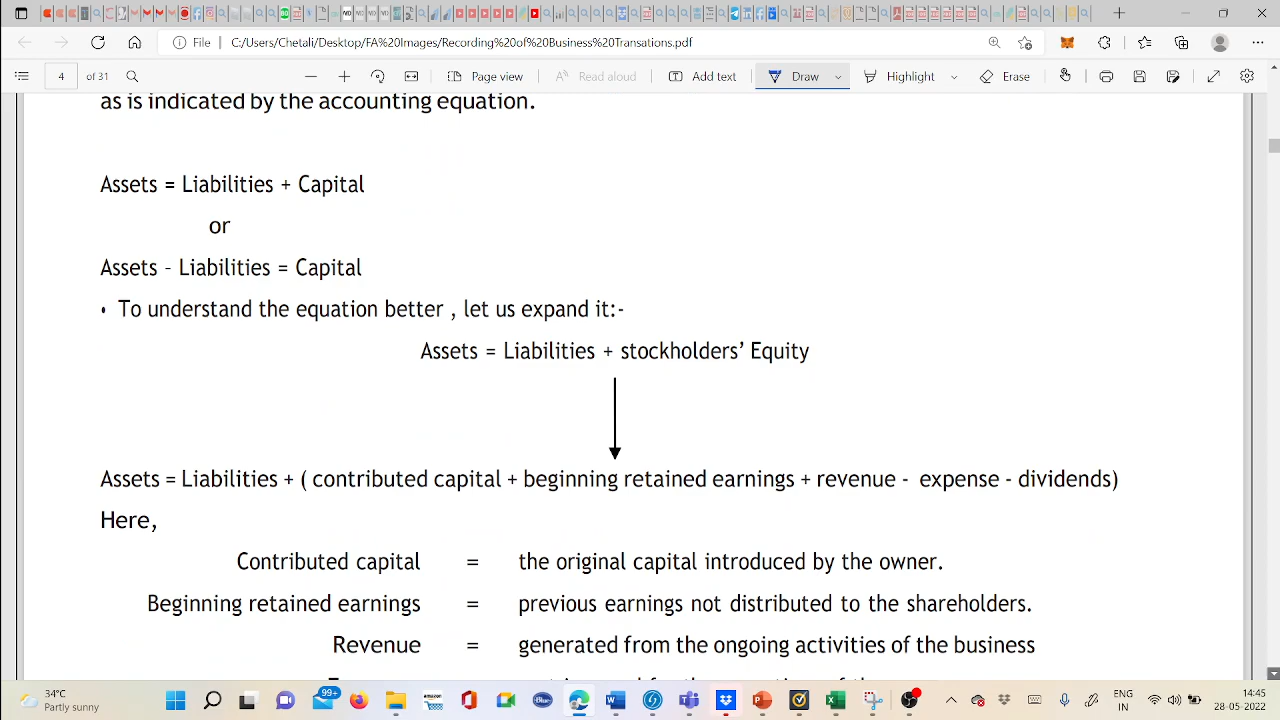 File C:/Users/Chetali/Desktop/FA%20Images/Recording%20of%20Business%20Transations.pdf
4 of 31 Page view Read aloud Add text Draw Highlight Erase
as is indicated by the accounting equation.
Assets = Liabilities + Capital
or
Assets - Liabilities = Capital
• To understand the equation better , let us expand it:-
Assets = Liabilities + stockholders’ Equity
Assets = Liabilities + ( contributed capital + beginning retained earnings + revenue - expense - dividends)
Here,
Contributed capital = the original capital introduced by the owner.
Beginning retained earnings = previous earnings not distributed to the shareholders.
Revenue = generated from the ongoing activities of the business
34°C
Partly sunny
99+
ENG
IN
14:45
28-05-2022